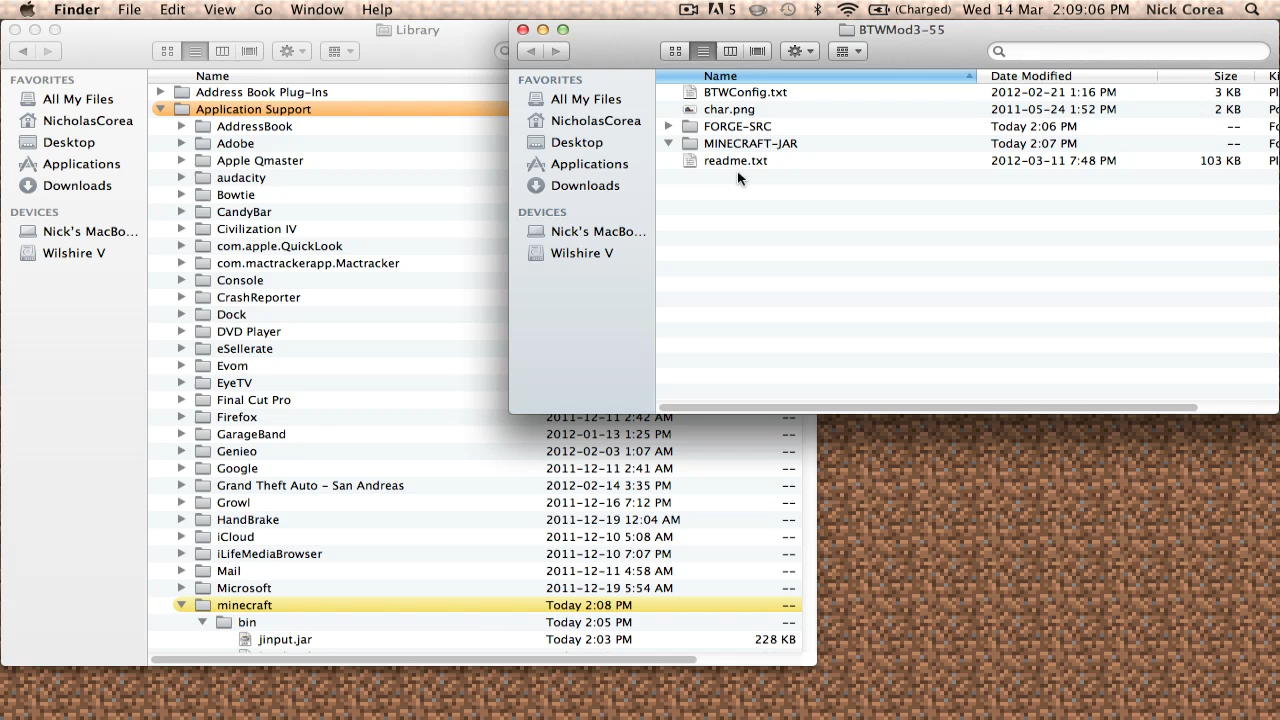 Finder File Edit View Go Window Help 5 (Charged) Wed 14 Mar 2:09:06 PM Nick Corea
Library
FAVORITES
All My Files
NicholasCorea
Desktop
Applications
Downloads
DEVICES
Nick's MacBo...
Wilshire V
Name
Address Book Plug-Ins
Application Support
AddressBook
Adobe
Apple Qmaster
audacity
Bowtie
CandyBar
Civilization IV
com.apple.QuickLook
com.mactrackerapp.Mactracker
Console
CrashReporter
Dock
DVD Player
eSellerate
Evom
EyeTV
Final Cut Pro
Firefox 2011-12-11 2:42 AM --
GarageBand 2012-01-13 1:25 PM --
Genieo 2012-02-03 1:07 AM --
Google 2011-12-11 2:41 AM --
Grand Theft Auto - San Andreas 2012-02-14 3:35 PM --
Growl 2011-12-16 7:12 PM --
HandBrake 2011-12-19 12:04 AM --
iCloud 2011-12-10 5:08 AM --
iLifeMediaBrowser 2011-12-10 7:07 PM --
Mail 2011-12-11 4:58 AM --
Microsoft 2011-12-19 5:54 AM --
minecraft Today 2:08 PM --
bin Today 2:05 PM --
jinput.jar Today 2:03 PM 228 KB
BTWMod3-55
FAVORITES
All My Files
NicholasCorea
Desktop
Applications
Downloads
DEVICES
Nick's MacBo...
Wilshire V
Name Date Modified Size Ki
BTWConfig.txt 2012-02-21 1:16 PM 3 KB Pl
char.png 2011-05-24 1:52 PM 2 KB Po
FORGE-SRC Today 2:06 PM -- Fo
MINECRAFT-JAR Today 2:07 PM -- Fo
readme.txt 2012-03-11 7:48 PM 103 KB Pl